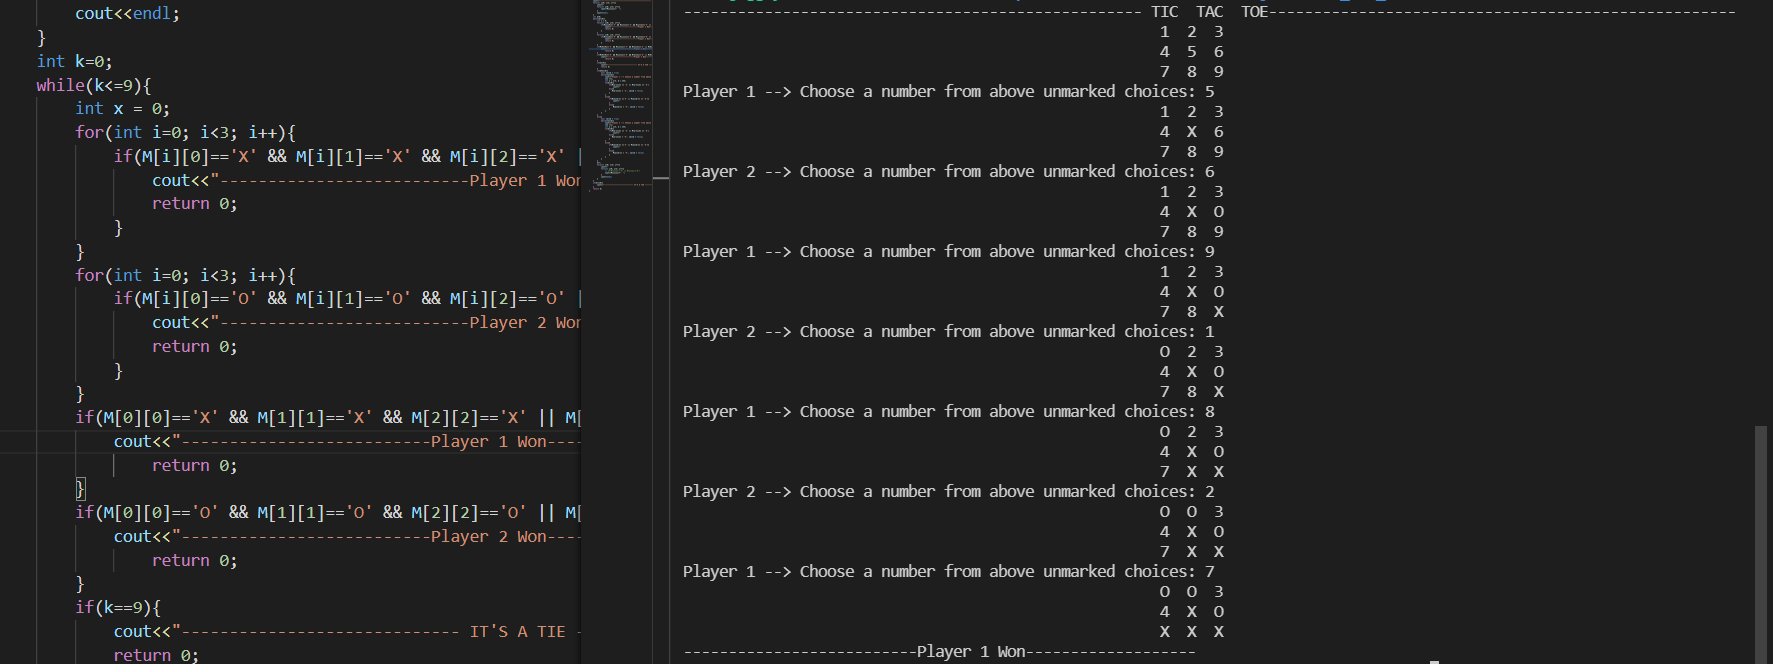 cout<<endl;
}
int k=0;
while(k<=9){
int x = 0;
for(int i=0; i<3; i++){
if(M[i][0]=='X' && M[i][1]=='X' && M[i][2]=='X' |
cout<<"--------------------------Player 1 Won
return 0;
}
}
for(int i=0; i<3; i++){
if(M[i][0]=='O' && M[i][1]=='O' && M[i][2]=='O' |
cout<<"--------------------------Player 2 Won
return 0;
}
}
if(M[0][0]=='X' && M[1][1]=='X' && M[2][2]=='X' || M[
cout<<"--------------------------Player 1 Won----
return 0;
}
if(M[0][0]=='O' && M[1][1]=='O' && M[2][2]=='O' || M[
cout<<"--------------------------Player 2 Won----
return 0;
}
if(k==9){
cout<<"----------------------------- IT'S A TIE -
return 0;
--------------------------------------------------- TIC  TAC  TOE----------------------------------------------------
1 2 3
4 5 6
7 8 9
Player 1 --> Choose a number from above unmarked choices: 5
1 2 3
4 X 6
7 8 9
Player 2 --> Choose a number from above unmarked choices: 6
1 2 3
4 X O
7 8 9
Player 1 --> Choose a number from above unmarked choices: 9
1 2 3
4 X O
7 8 X
Player 2 --> Choose a number from above unmarked choices: 1
O 2 3
4 X O
7 8 X
Player 1 --> Choose a number from above unmarked choices: 8
O 2 3
4 X O
7 X X
Player 2 --> Choose a number from above unmarked choices: 2
O O 3
4 X O
7 X X
Player 1 --> Choose a number from above unmarked choices: 7
O O 3
4 X O
X X X
--------------------------Player 1 Won-------------------